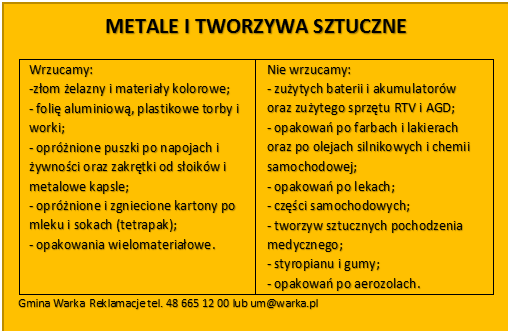 METALE I TWORZYWA SZTUCZNE
Wrzucamy:
-złom żelazny i materiały kolorowe;
- folię aluminiową, plastikowe torby i
worki;
- opróżnione puszki po napojach i
żywności oraz zakrętki od słoików i
metalowe kapsle;
- opróżnione i zgniecione kartony po
mleku i sokach (tetrapak);
- opakowania wielomateriałowe.
Nie wrzucamy:
- zużytych baterii i akumulatorów
oraz zużytego sprzętu RTV i AGD;
- opakowań po farbach i lakierach
oraz po olejach silnikowych i chemii
samochodowej;
- opakowań po lekach;
- części samochodowych;
- tworzyw sztucznych pochodzenia
medycznego;
- styropianu i gumy;
- opakowań po aerozolach.
Gmina Warka Reklamacje tel. 48 665 12 00 lub um@warka.pl